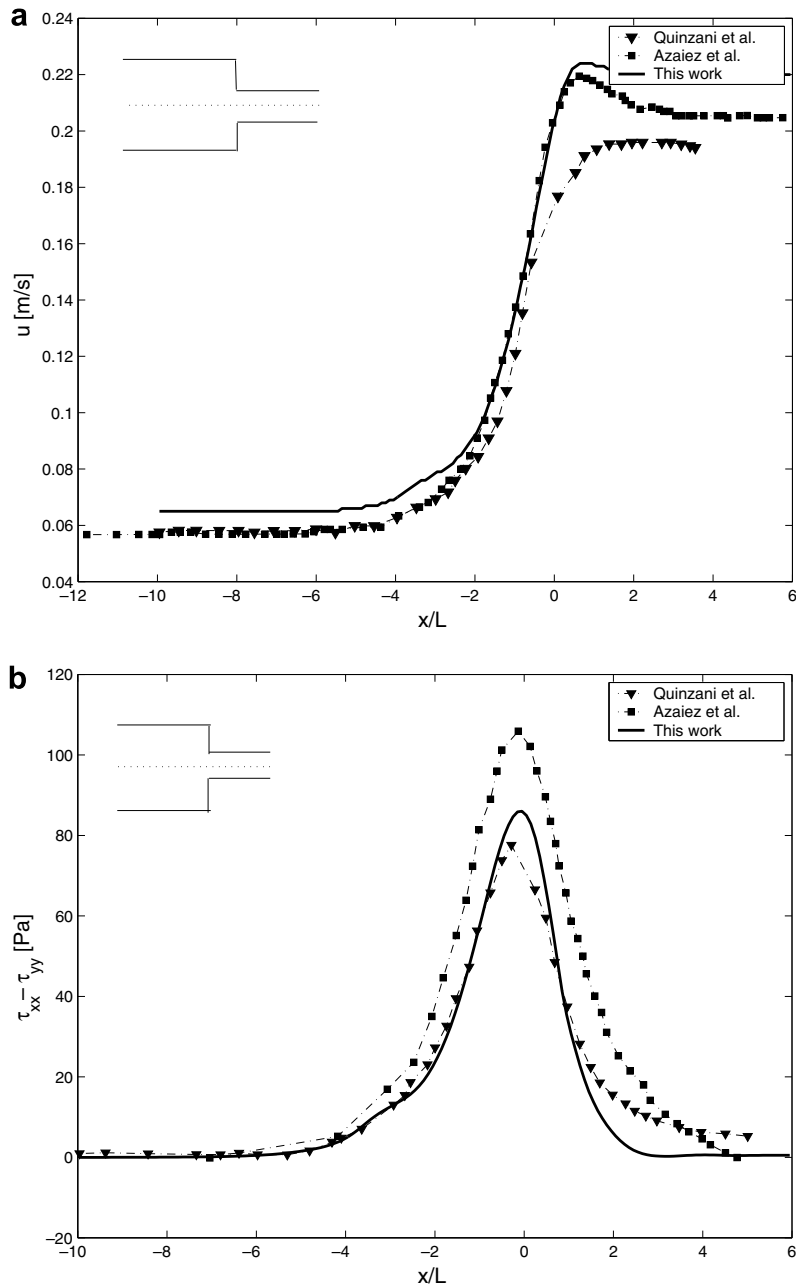 a
0.24
0.22
0.2
0.18
0.16
0.14
0.12
0.1
0.08
0.06
0.04
u [m/s]
Quinzani et al.
Azaiez et al.
This work
−12 −10 −8 −6 −4 −2 0 2 4 6
x/L
b
120
100
80
60
40
20
0
−20
τxx − τyy [Pa]
Quinzani et al.
Azaiez et al.
This work
−10 −8 −6 −4 −2 0 2 4 6
x/L